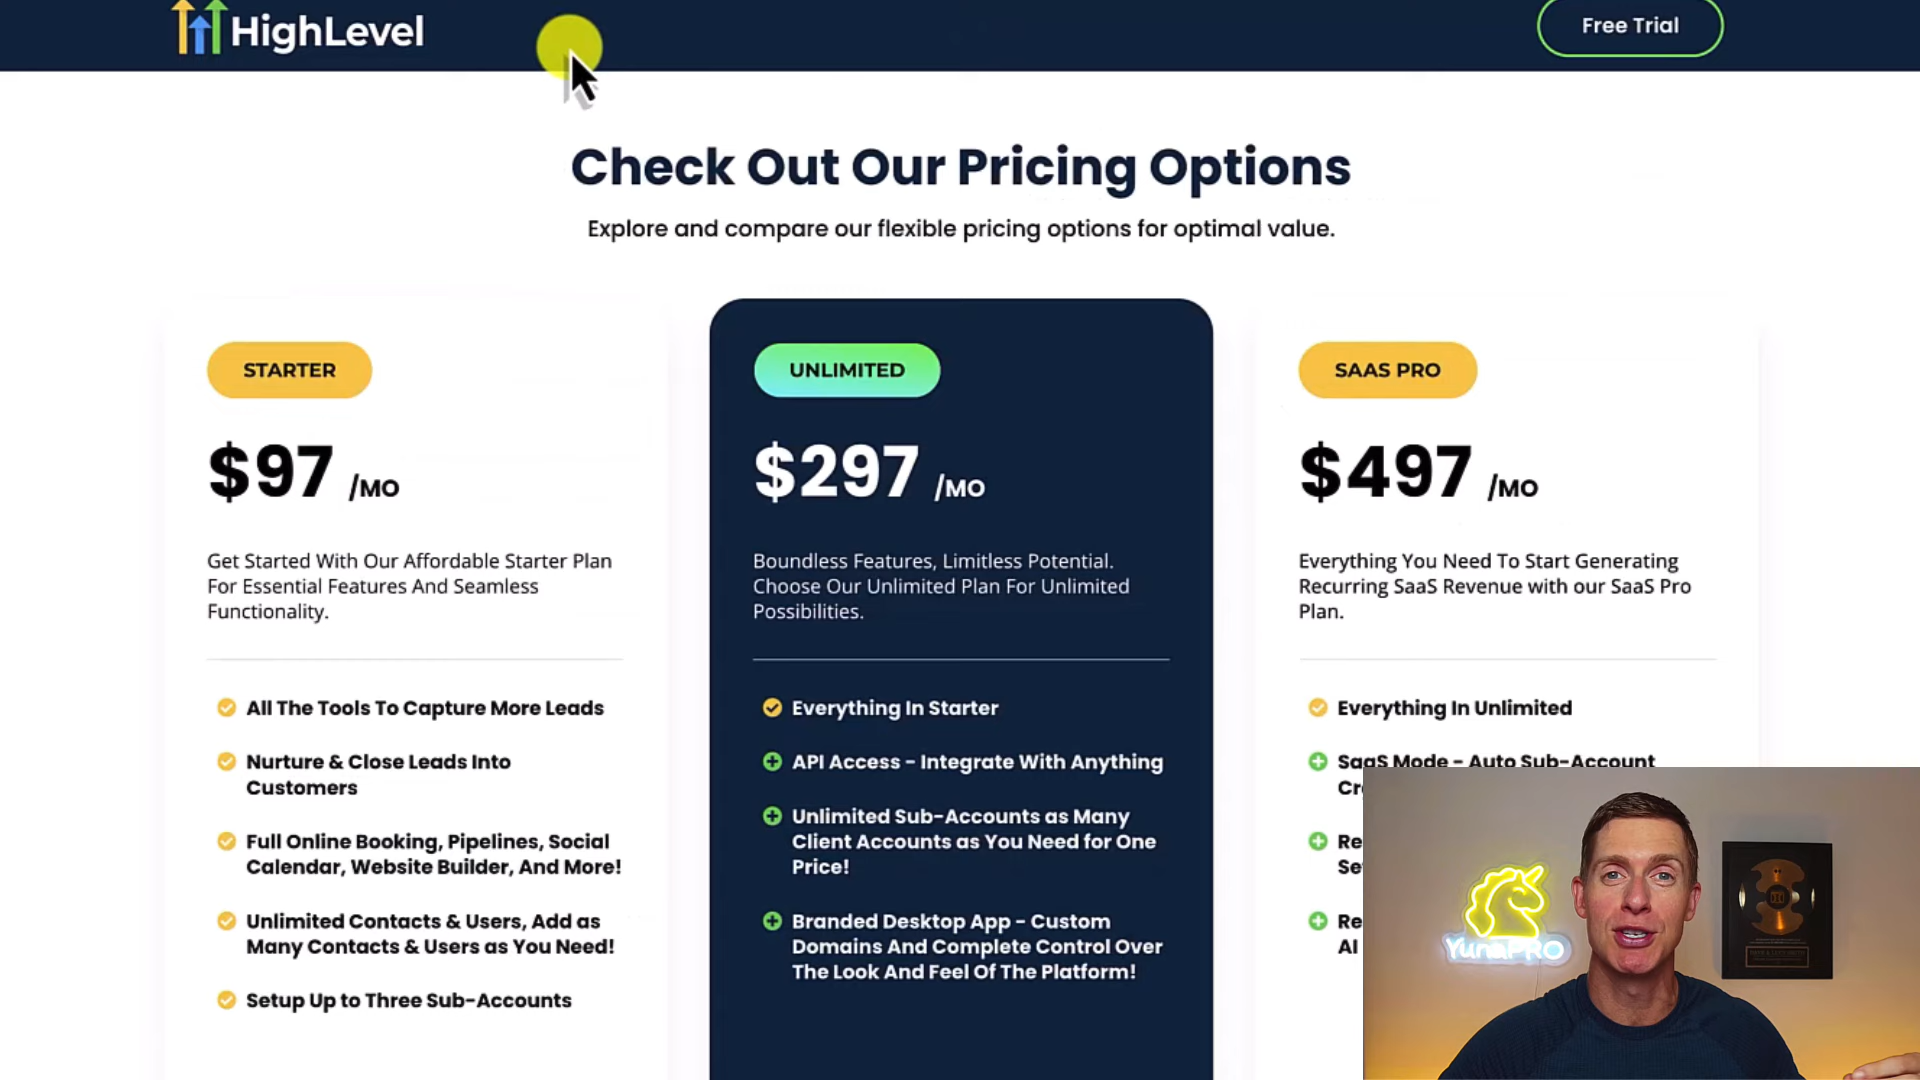 HighLevel
Free Trial
Check Out Our Pricing Options
Explore and compare our flexible pricing options for optimal value.
STARTER
$97 /MO
Get Started With Our Affordable Starter Plan
For Essential Features And Seamless
Functionality.
All The Tools To Capture More Leads
Nurture & Close Leads Into
Customers
Full Online Booking, Pipelines, Social
Calendar, Website Builder, And More!
Unlimited Contacts & Users, Add as
Many Contacts & Users as You Need!
Setup Up to Three Sub-Accounts
UNLIMITED
$297 /MO
Boundless Features, Limitless Potential.
Choose Our Unlimited Plan For Unlimited
Possibilities.
Everything In Starter
API Access - Integrate With Anything
Unlimited Sub-Accounts as Many
Client Accounts as You Need for One
Price!
Branded Desktop App - Custom
Domains And Complete Control Over
The Look And Feel Of The Platform!
SAAS PRO
$497 /MO
Everything You Need To Start Generating
Recurring SaaS Revenue with our SaaS Pro
Plan.
Everything In Unlimited
SaaS Mode - Auto Sub-Account
Cr
Re
Se
Re
AI
YunaPRO